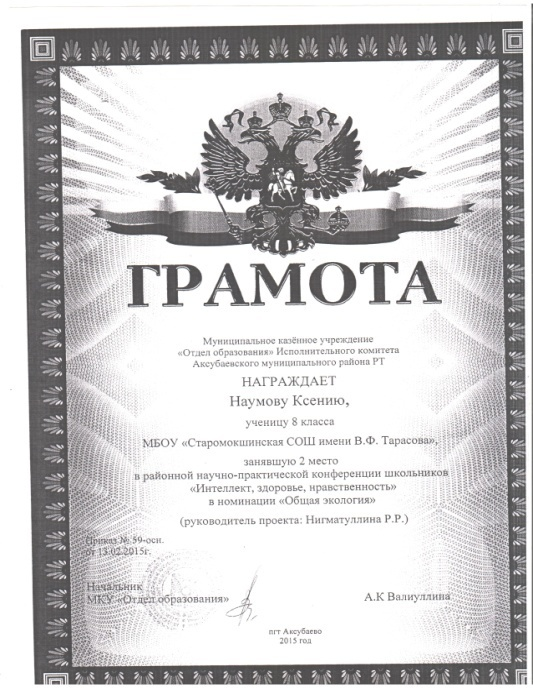 ГРАМОТА
Муниципальное казённое учреждение
«Отдел образования» Исполнительного комитета
Аксубаевского муниципального района РТ
НАГРАЖДАЕТ
Наумову Ксению,
ученицу 8 класса
МБОУ «Старомокшинская СОШ имени В.Ф. Тарасова»,
занявшую 2 место
в районной научно-практической конференции школьников
«Интеллект, здоровье, нравственность»
в номинации «Общая экология»
(руководитель проекта: Нигматуллина Р.Р.)
Приказ № 59-осн.
от 13.02.2015г.
Начальник
МКУ «Отдел образования»
А.К Валиуллина
пгт Аксубаево
2015 год